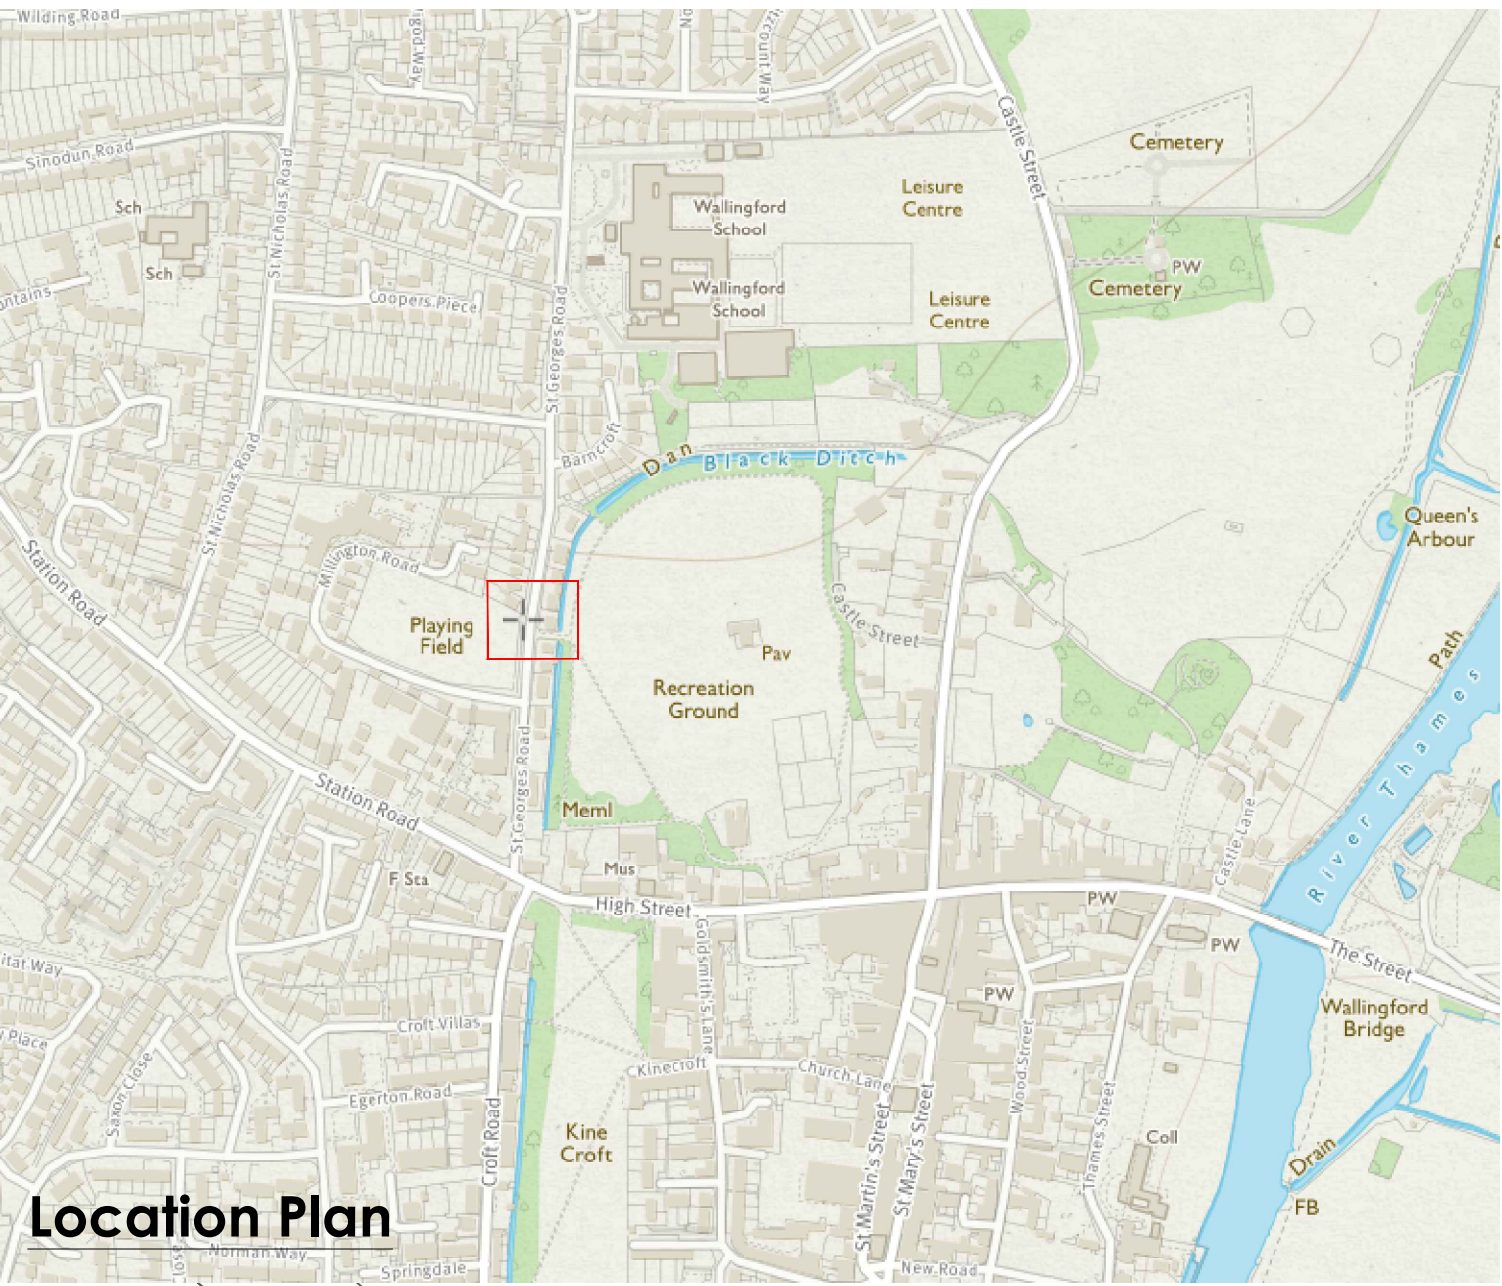 Wilding Road
Sinodun Road
Sch
Sch
St Nicholas Road
Coopers Piece
St Georges Road
Wallingford
School
Wallingford
School
Leisure
Centre
Leisure
Centre
Castle Street
Cemetery
PW
Cemetery
Barncroft
Dan
Black Ditch
Queen's
Arbour
St Nicholas Road
Station Road
Millington Road
Playing
Field
Castle Street
Pav
Recreation
Ground
Path
River Thames
St Georges Road
Station Road
Meml
Mus
F Sta
High Street
Castle Lane
PW
PW
PW
The Street
Wallingford
Bridge
Goldsmith's Lane
Croft Villas
Saxon Close
Egerton Road
Croft Road
Kinecroft
Church Lane
Kine
Croft
St Martin's Street
St Mary's Street
Wood Street
Thames Street
Coll
Drain
FB
Location Plan
Norman Way
Springdale
New Road